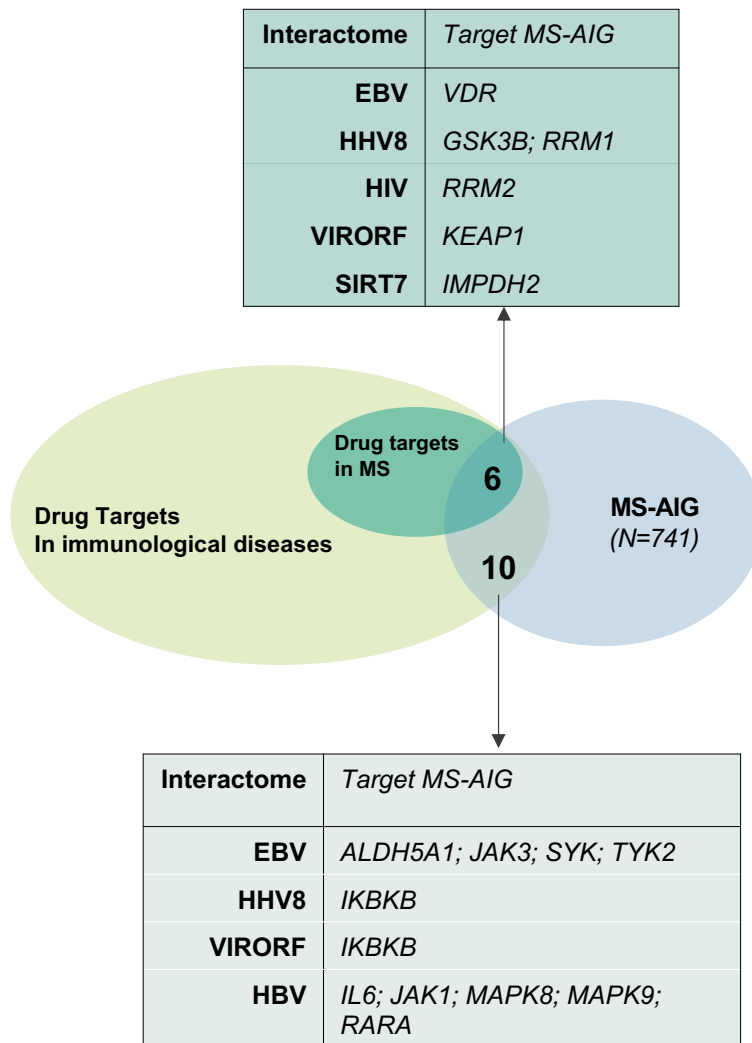 Interactome Target MS-AIG
EBV VDR
HHV8 GSK3B; RRM1
HIV RRM2
VIRORF KEAP1
SIRT7 IMPDH2
Drug targets
in MS
6
Drug Targets
In immunological diseases
MS-AIG
(N=741)
10
Interactome Target MS-AIG
EBV ALDH5A1; JAK3; SYK; TYK2
HHV8 IKBKB
VIRORF IKBKB
HBV IL6; JAK1; MAPK8; MAPK9;
RARA